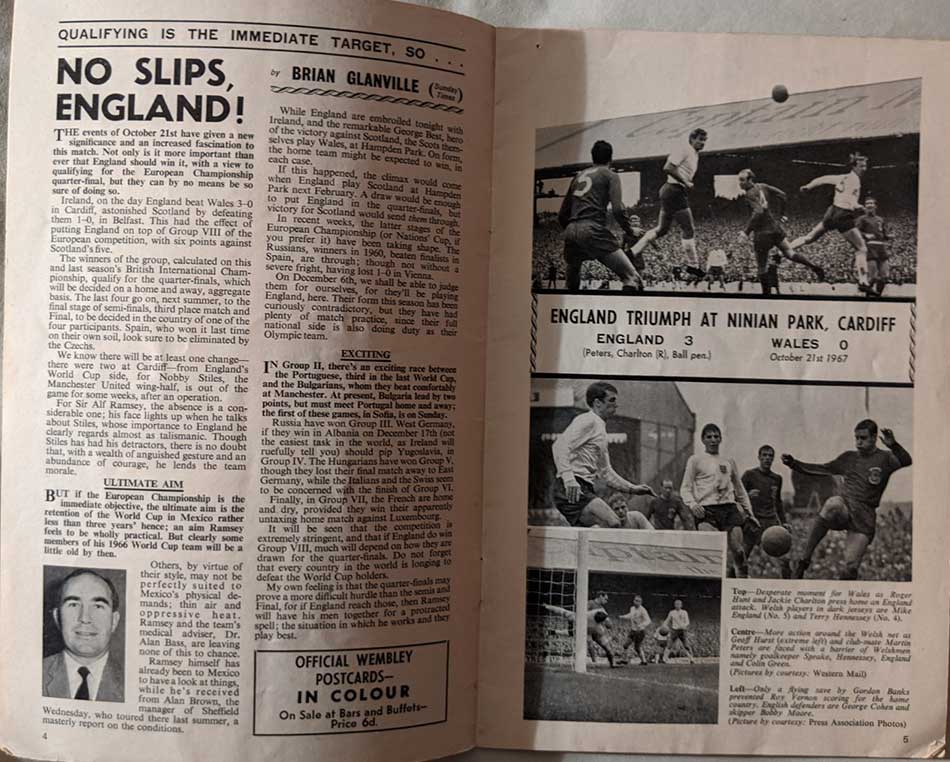 QUALIFYING IS THE IMMEDIATE TARGET, SO . . .
NO SLIPS,
ENGLAND!
THE events of October 21st have given a new
significance and an increased fascination to
this match. Not only is it more important than
ever that England should win it, with a view to
qualifying for the European Championship
quarter-final, but they can by no means be so
sure of doing so.
Ireland, on the day England beat Wales 3–0
in Cardiff, astonished Scotland by defeating
them 1–0, in Belfast. This had the effect of
putting England on top of Group VIII of the
European competition, with six points against
Scotland's five.
The winners of the group, calculated on this
and last season's British International Cham-
pionship, qualify for the quarter-finals, which
will be decided on a home and away, aggregate
basis. The last four go on, next summer, to the
final stage of semi-finals, third place match and
Final, to be decided in the country of one of the
four participants. Spain, who won it last time
on their own soil, look sure to be eliminated by
the Czechs.
We know there will be at least one change—
there were two at Cardiff—from England's
World Cup side, for Nobby Stiles, the
Manchester United wing-half, is out of the
game for some weeks, after an operation.
For Sir Alf Ramsey, the absence is a con-
siderable one; his face lights up when he talks
about Stiles, whose importance to England he
clearly regards almost as talismanic. Though
Stiles has had his detractors, there is no doubt
that, with a wealth of anguished gesture and an
abundance of courage, he lends the team
morale.
ULTIMATE AIM
BUT if the European Championship is the
immediate objective, the ultimate aim is the
retention of the World Cup in Mexico rather
less than three years' hence; an aim Ramsey
feels to be wholly practical. But clearly some
members of his 1966 World Cup team will be a
little old by then.
Others, by virtue of
their style, may not be
perfectly suited to
Mexico's physical de-
mands; thin air and
oppressive heat.
Ramsey and the team's
medical adviser, Dr.
Alan Bass, are leaving
none of this to chance.
Ramsey himself has
already been to Mexico
to have a look at things,
while he's received
from Alan Brown, the
manager of Sheffield
Wednesday, who toured there last summer, a
masterly report on the conditions.
4
by BRIAN GLANVILLE (Sunday Times)
While England are embroiled tonight with
Ireland, and the remarkable George Best, hero
of the victory against Scotland, the Scots them-
selves play Wales, at Hampden Park. On form,
the home team might be expected to win, in
each case.
If this happened, the climax would come
when England play Scotland at Hampden
Park next February. A draw would be enough
to put England in the quarter-finals, but
victory for Scotland would send them through.
In recent weeks, the latter stages of the
European Championship (or Nations' Cup, if
you prefer it) have been taking shape. The
Russians, winners in 1960, beaten finalists in
Spain, are through; though not without a
severe fright, having lost 1–0 in Vienna.
On December 6th, we shall be able to judge
them for ourselves, for they'll be playing
England, here. Their form this season has been
curiously contradictory, but they have had
plenty of match practice, since their full
national side is also doing duty as their
Olympic team.
EXCITING
IN Group II, there's an exciting race between
the Portuguese, third in the last World Cup,
and the Bulgarians, whom they beat comfortably
at Manchester. At present, Bulgaria lead by two
points, but must meet Portugal home and away;
the first of these games, in Sofia, is on Sunday.
Russia have won Group III. West Germany,
if they win in Albania on December 17th (not
the easiest task in the world, as Ireland will
ruefully tell you) should pip Yugoslavia, in
Group IV. The Hungarians have won Group V,
though they lost their final match away to East
Germany, while the Italians and the Swiss seem
to be concerned with the finish of Group VI.
Finally, in Group VII, the French are home
and dry, provided they win their apparently
untaxing home match against Luxembourg.
It will be seen that the competition is
extremely stringent, and that if England do win
Group VIII, much will depend on how they are
drawn for the quarter-finals. Do not forget
that every country in the world is longing to
defeat the World Cup holders.
My own feeling is that the quarter-finals may
prove a more difficult hurdle than the semis and
Final, for if England reach those, then Ramsey
will have his men together for a protracted
spell; the situation in which he works and they
play best.
OFFICIAL WEMBLEY
POSTCARDS—
IN COLOUR
On Sale at Bars and Buffets—
Price 6d.
5
ENGLAND TRIUMPH AT NINIAN PARK, CARDIFF
ENGLAND 3 WALES 0
(Peters, Charlton (R), Ball pen.) October 21st 1967
Top—Desperate moment for Wales as Roger
Hunt and Jackie Charlton press home an England
attack. Welsh players in dark jerseys are Mike
England (No. 5) and Terry Hennessey (No. 4).
Centre—More action around the Welsh net as
Geoff Hurst (extreme left) and club-mate Martin
Peters are faced with a barrier of Welshmen
namely goalkeeper Sprake, Hennessey, England
and Colin Green.
(Pictures by courtesy: Western Mail)
Left—Only a flying save by Gordon Banks
prevented Roy Vernon scoring for the home
country. English defenders are George Cohen and
skipper Bobby Moore.
(Picture by courtesy: Press Association Photos)
5